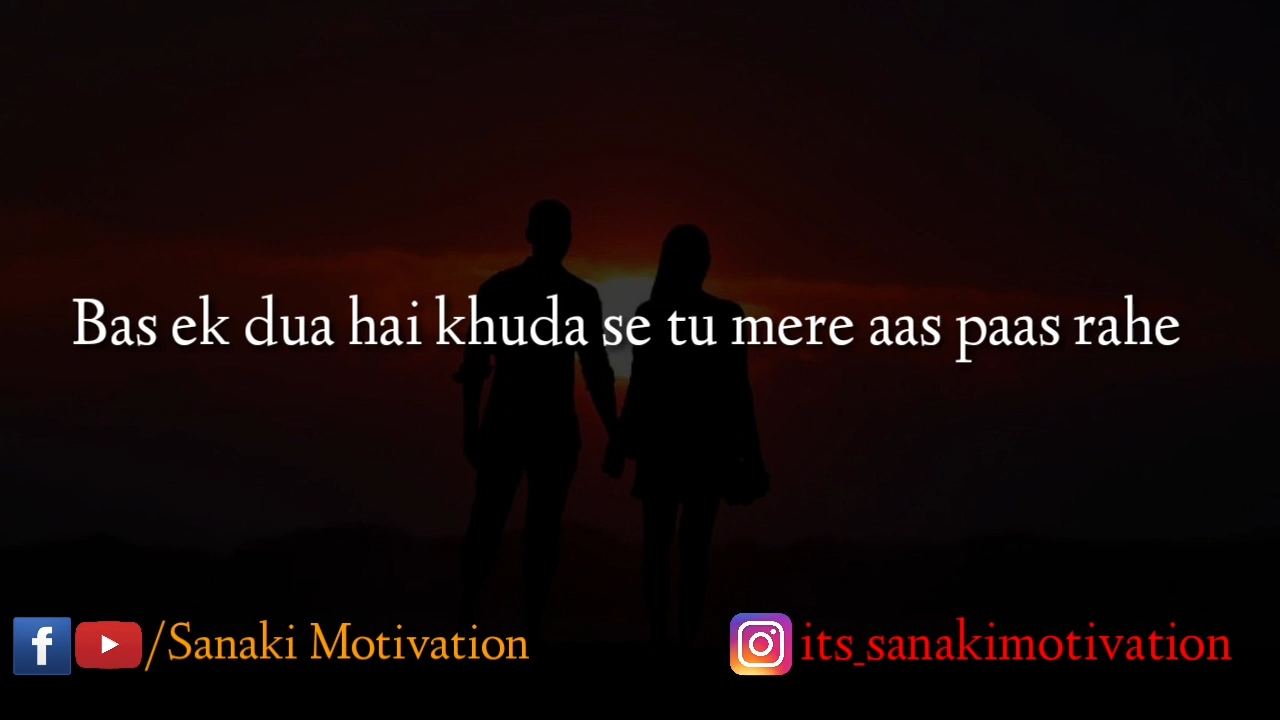 Bas ek dua hai khuda se tu mere aas paas rahe
/Sanaki Motivation
its_sanakimotivation